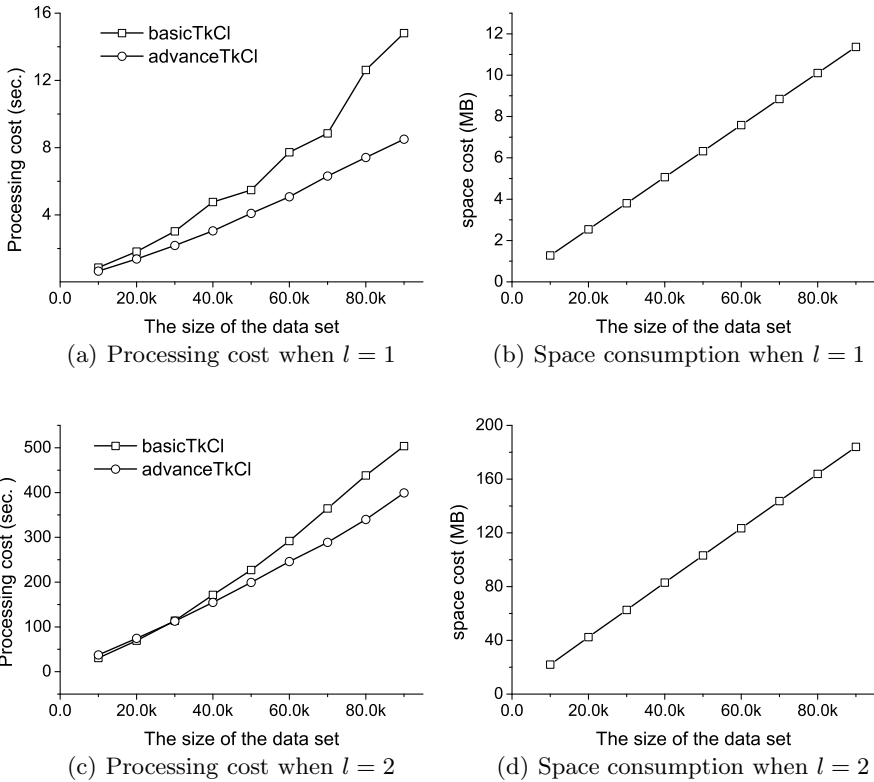 16
12
8
4
0.0
20.0k
40.0k
60.0k
80.0k
Processing cost (sec.)
basicTkCl
advanceTkCl
The size of the data set
(a) Processing cost when l = 1
12
10
8
6
4
2
0
0.0
20.0k
40.0k
60.0k
80.0k
space cost (MB)
The size of the data set
(b) Space consumption when l = 1
500
400
300
200
100
0
0.0
20.0k
40.0k
60.0k
80.0k
Processing cost (sec. )
basicTkCl
advanceTkCl
The size of the data set
(c) Processing cost when l = 2
200
160
120
80
40
0
0.0
20.0k
40.0k
60.0k
80.0k
space cost (MB)
The size of the data set
(d) Space consumption when l = 2